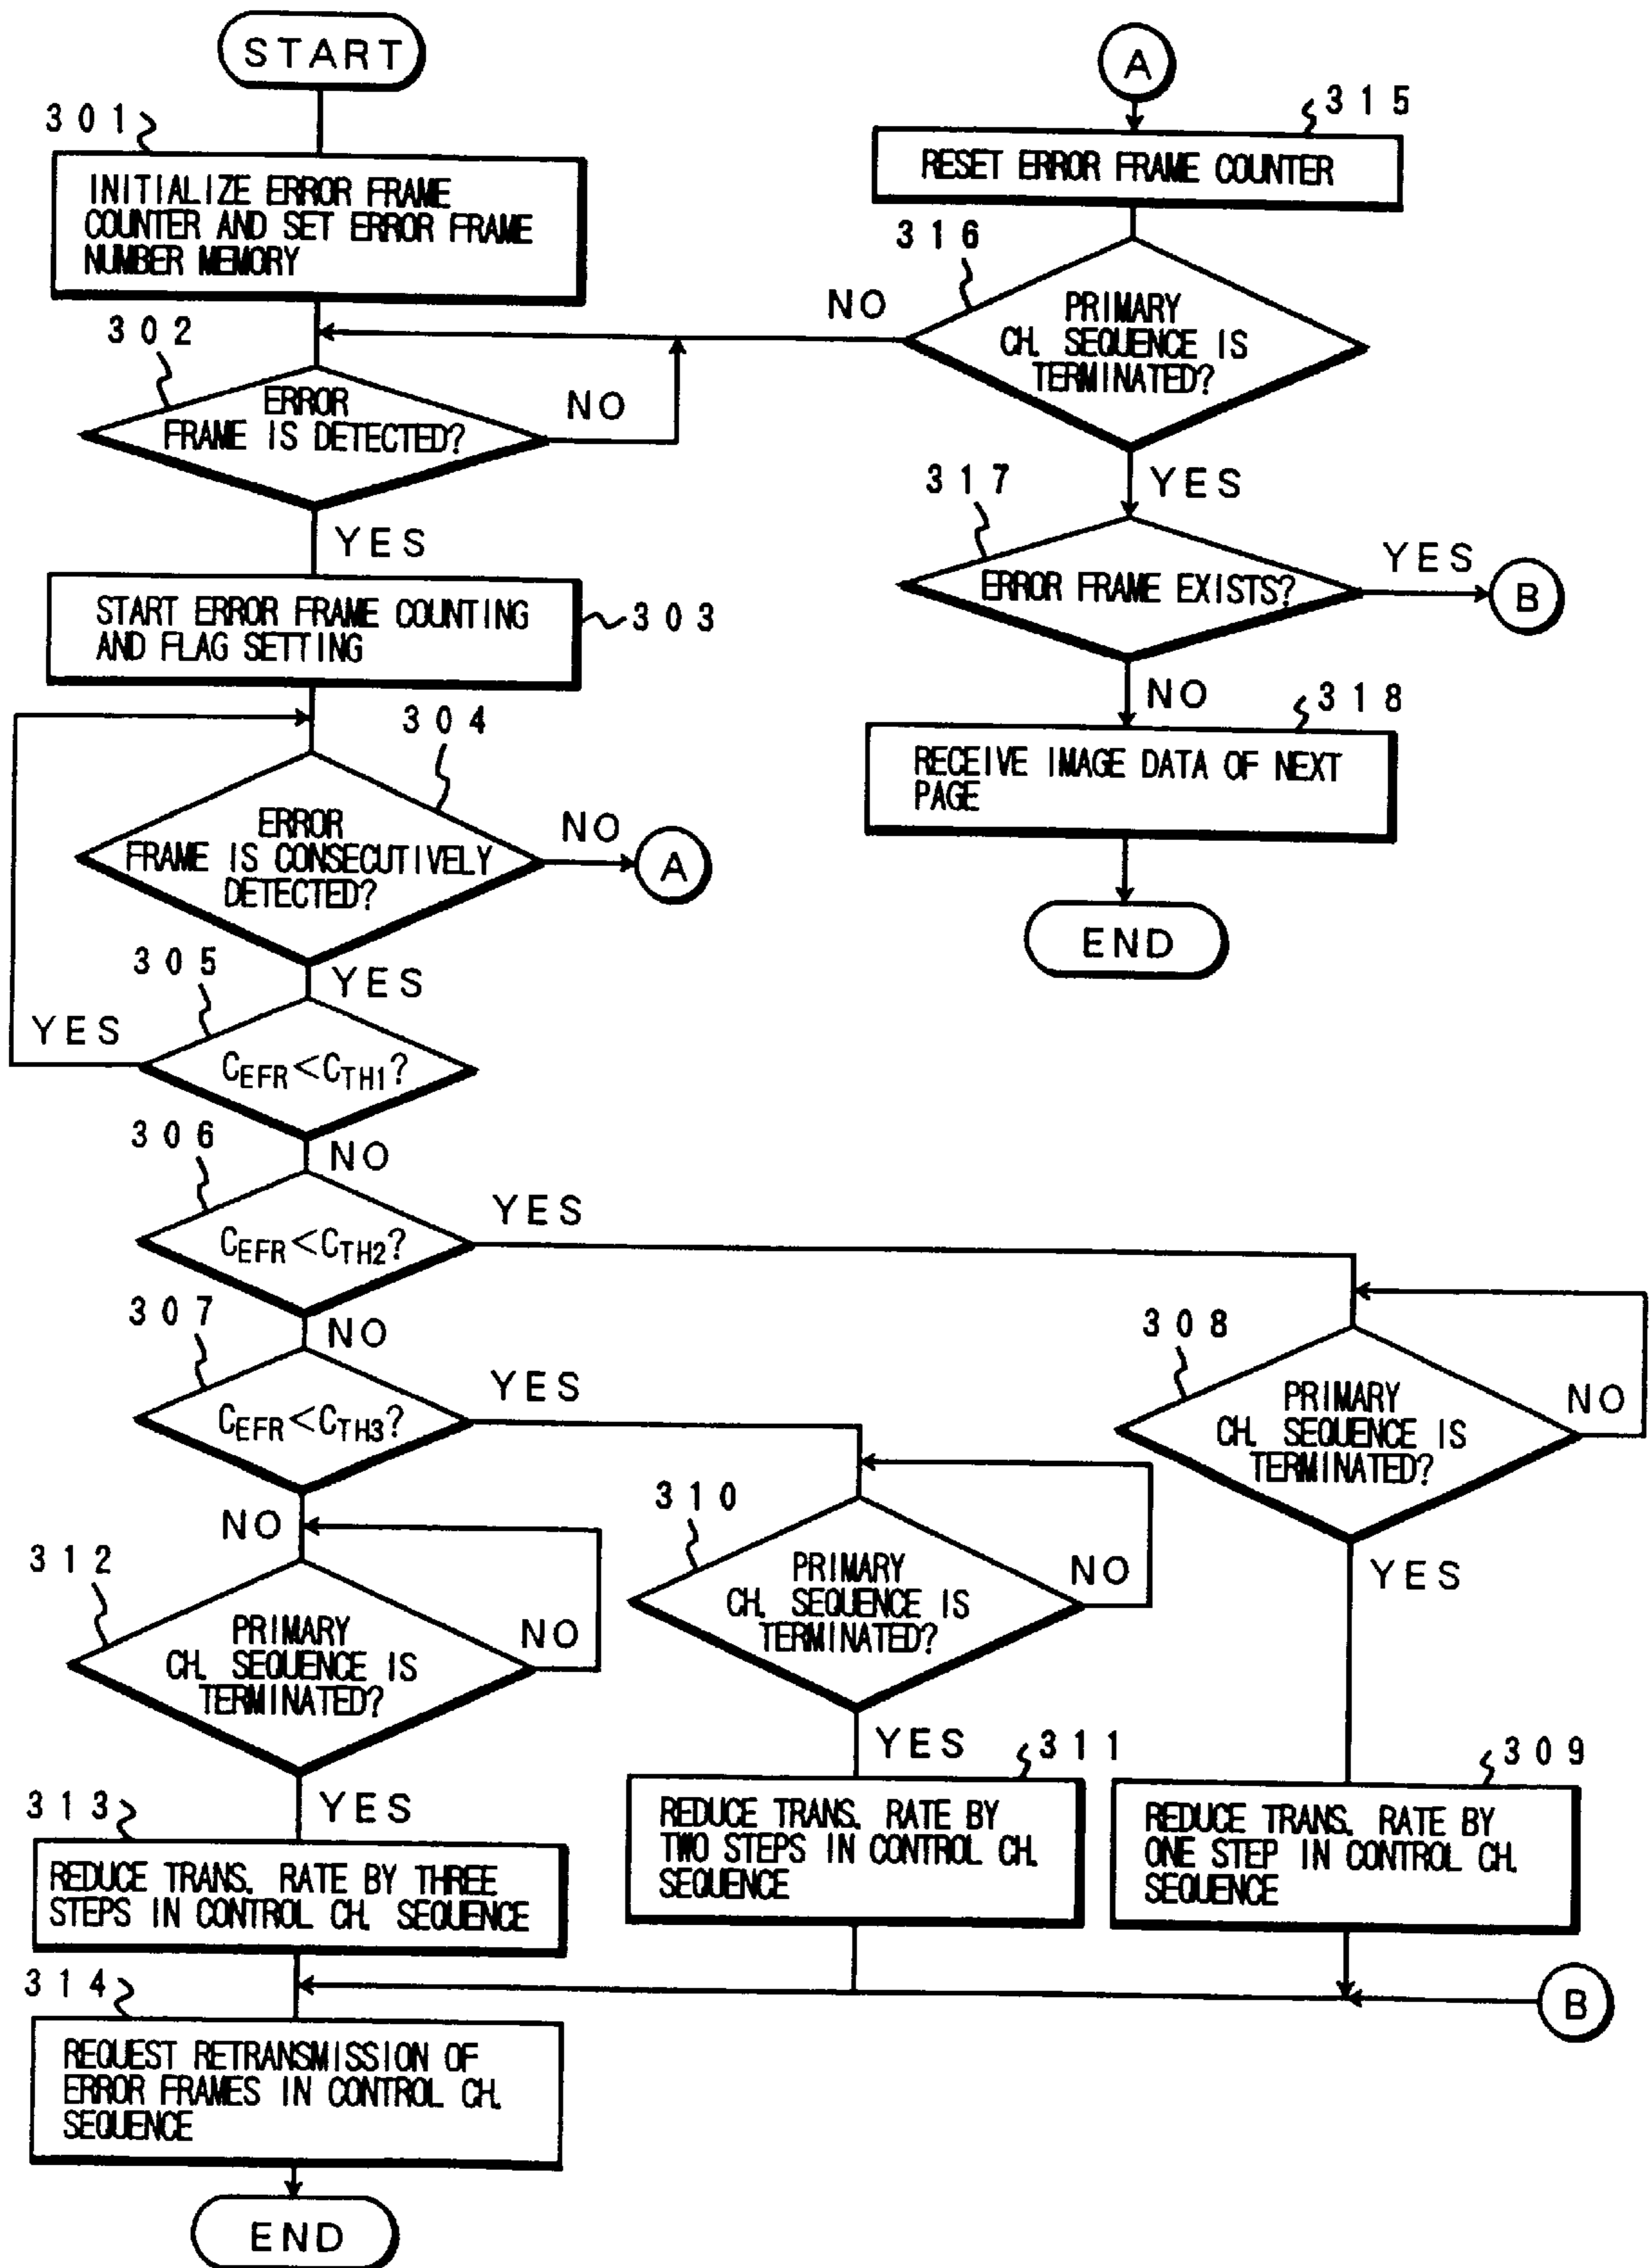 START
301
INITIALIZE ERROR FRAME
COUNTER AND SET ERROR FRAME
NUMBER MEMORY
302
ERROR
FRAME IS DETECTED?
NO
YES
START ERROR FRAME COUNTING
AND FLAG SETTING
303
304
ERROR
FRAME IS CONSECUTIVELY
DETECTED?
NO
A
YES
305
YES
CEFR<CTH1?
NO
306
CEFR<CTH2?
YES
NO
307
CEFR<CTH3?
YES
NO
308
PRIMARY
CH. SEQUENCE IS
TERMINATED?
NO
YES
309
REDUCE TRANS. RATE BY
ONE STEP IN CONTROL CH.
SEQUENCE
310
PRIMARY
CH. SEQUENCE IS
TERMINATED?
NO
YES
311
REDUCE TRANS. RATE BY
TWO STEPS IN CONTROL CH.
SEQUENCE
312
PRIMARY
CH. SEQUENCE IS
TERMINATED?
NO
YES
313
REDUCE TRANS. RATE BY THREE
STEPS IN CONTROL CH. SEQUENCE
B
314
REQUEST RETRANSMISSION OF
ERROR FRAMES IN CONTROL CH.
SEQUENCE
END
A
315
RESET ERROR FRAME COUNTER
316
PRIMARY
CH. SEQUENCE IS
TERMINATED?
NO
YES
317
ERROR FRAME EXISTS?
YES
B
NO
318
RECEIVE IMAGE DATA OF NEXT
PAGE
END